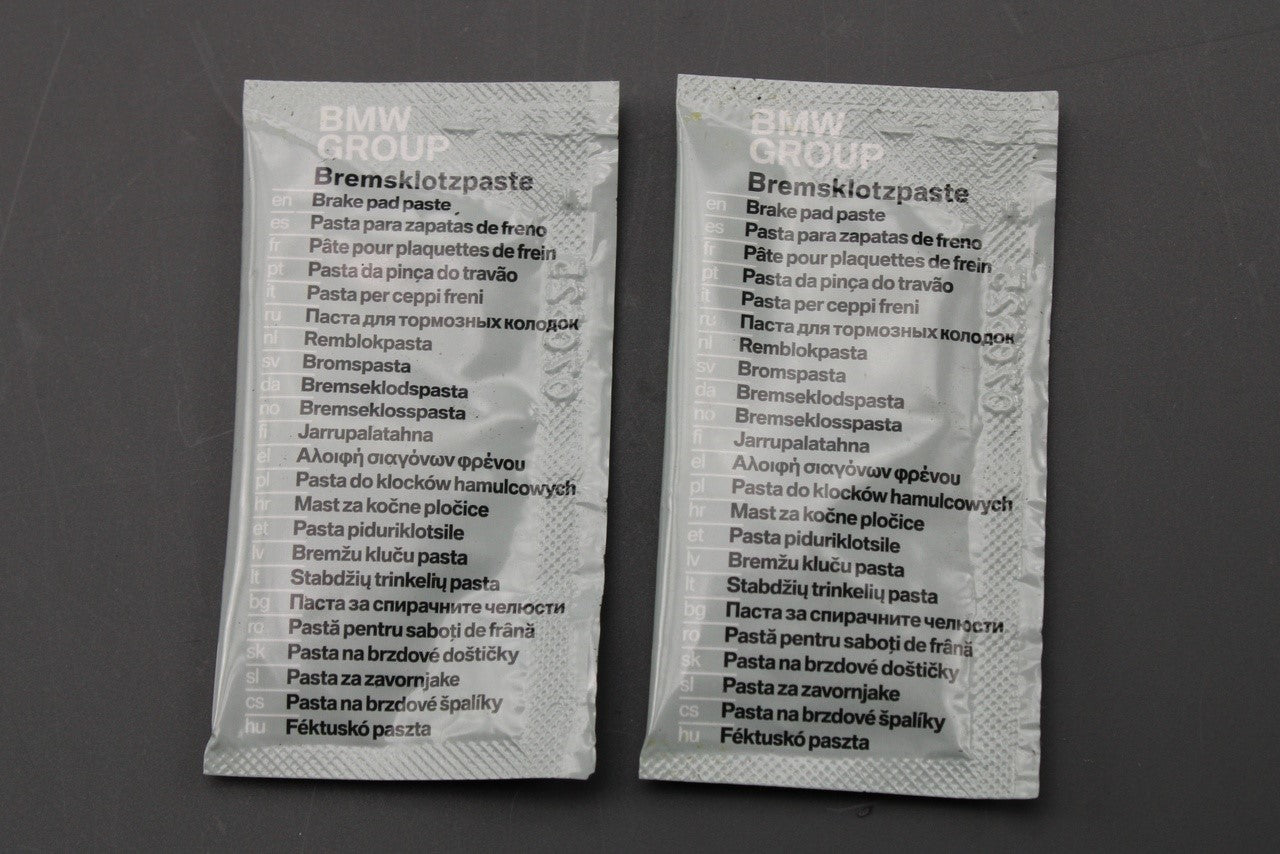 BMW
GROUP
Bremsklotzpaste
en Brake pad paste
es Pasta para zapatas de freno
fr Pâte pour plaquettes de frein
pt Pasta da pinça do travão
it Pasta per ceppi freni
ru Паста для тормозных колодок
nl Remblokpasta
sv Bromspasta
da Bremseklodspasta
no Bremseklosspasta
fi Jarrupalatahna
el Αλοιφή σιαγόνων φρένου
pl Pasta do klocków hamulcowych
hr Mast za kočne pločice
et Pasta piduriklotsile
lv Bremžu kluču pasta
lt Stabdžių trinkelių pasta
bg Паста за спирачните челюсти
ro Pastă pentru saboți de frână
sk Pasta na brzdové doštičky
sl Pasta za zavornjake
cs Pasta na brzdové špalíky
hu Féktuskó paszta
BMW
GROUP
Bremsklotzpaste
en Brake pad paste
es Pasta para zapatas de freno
fr Pâte pour plaquettes de frein
pt Pasta da pinça do travão
it Pasta per ceppi freni
ru Паста для тормозных колодок
nl Remblokpasta
sv Bromspasta
da Bremseklodspasta
no Bremseklosspasta
fi Jarrupalatahna
el Αλοιφή σιαγόνων φρένου
pl Pasta do klocków hamulcowych
hr Mast za kočne pločice
et Pasta piduriklotsile
lv Bremžu kluču pasta
lt Stabdžių trinkelių pasta
bg Паста за спирачните челюсти
ro Pastă pentru saboți de frână
sk Pasta na brzdové doštičky
sl Pasta za zavornjake
cs Pasta na brzdové špalíky
hu Féktuskó paszta